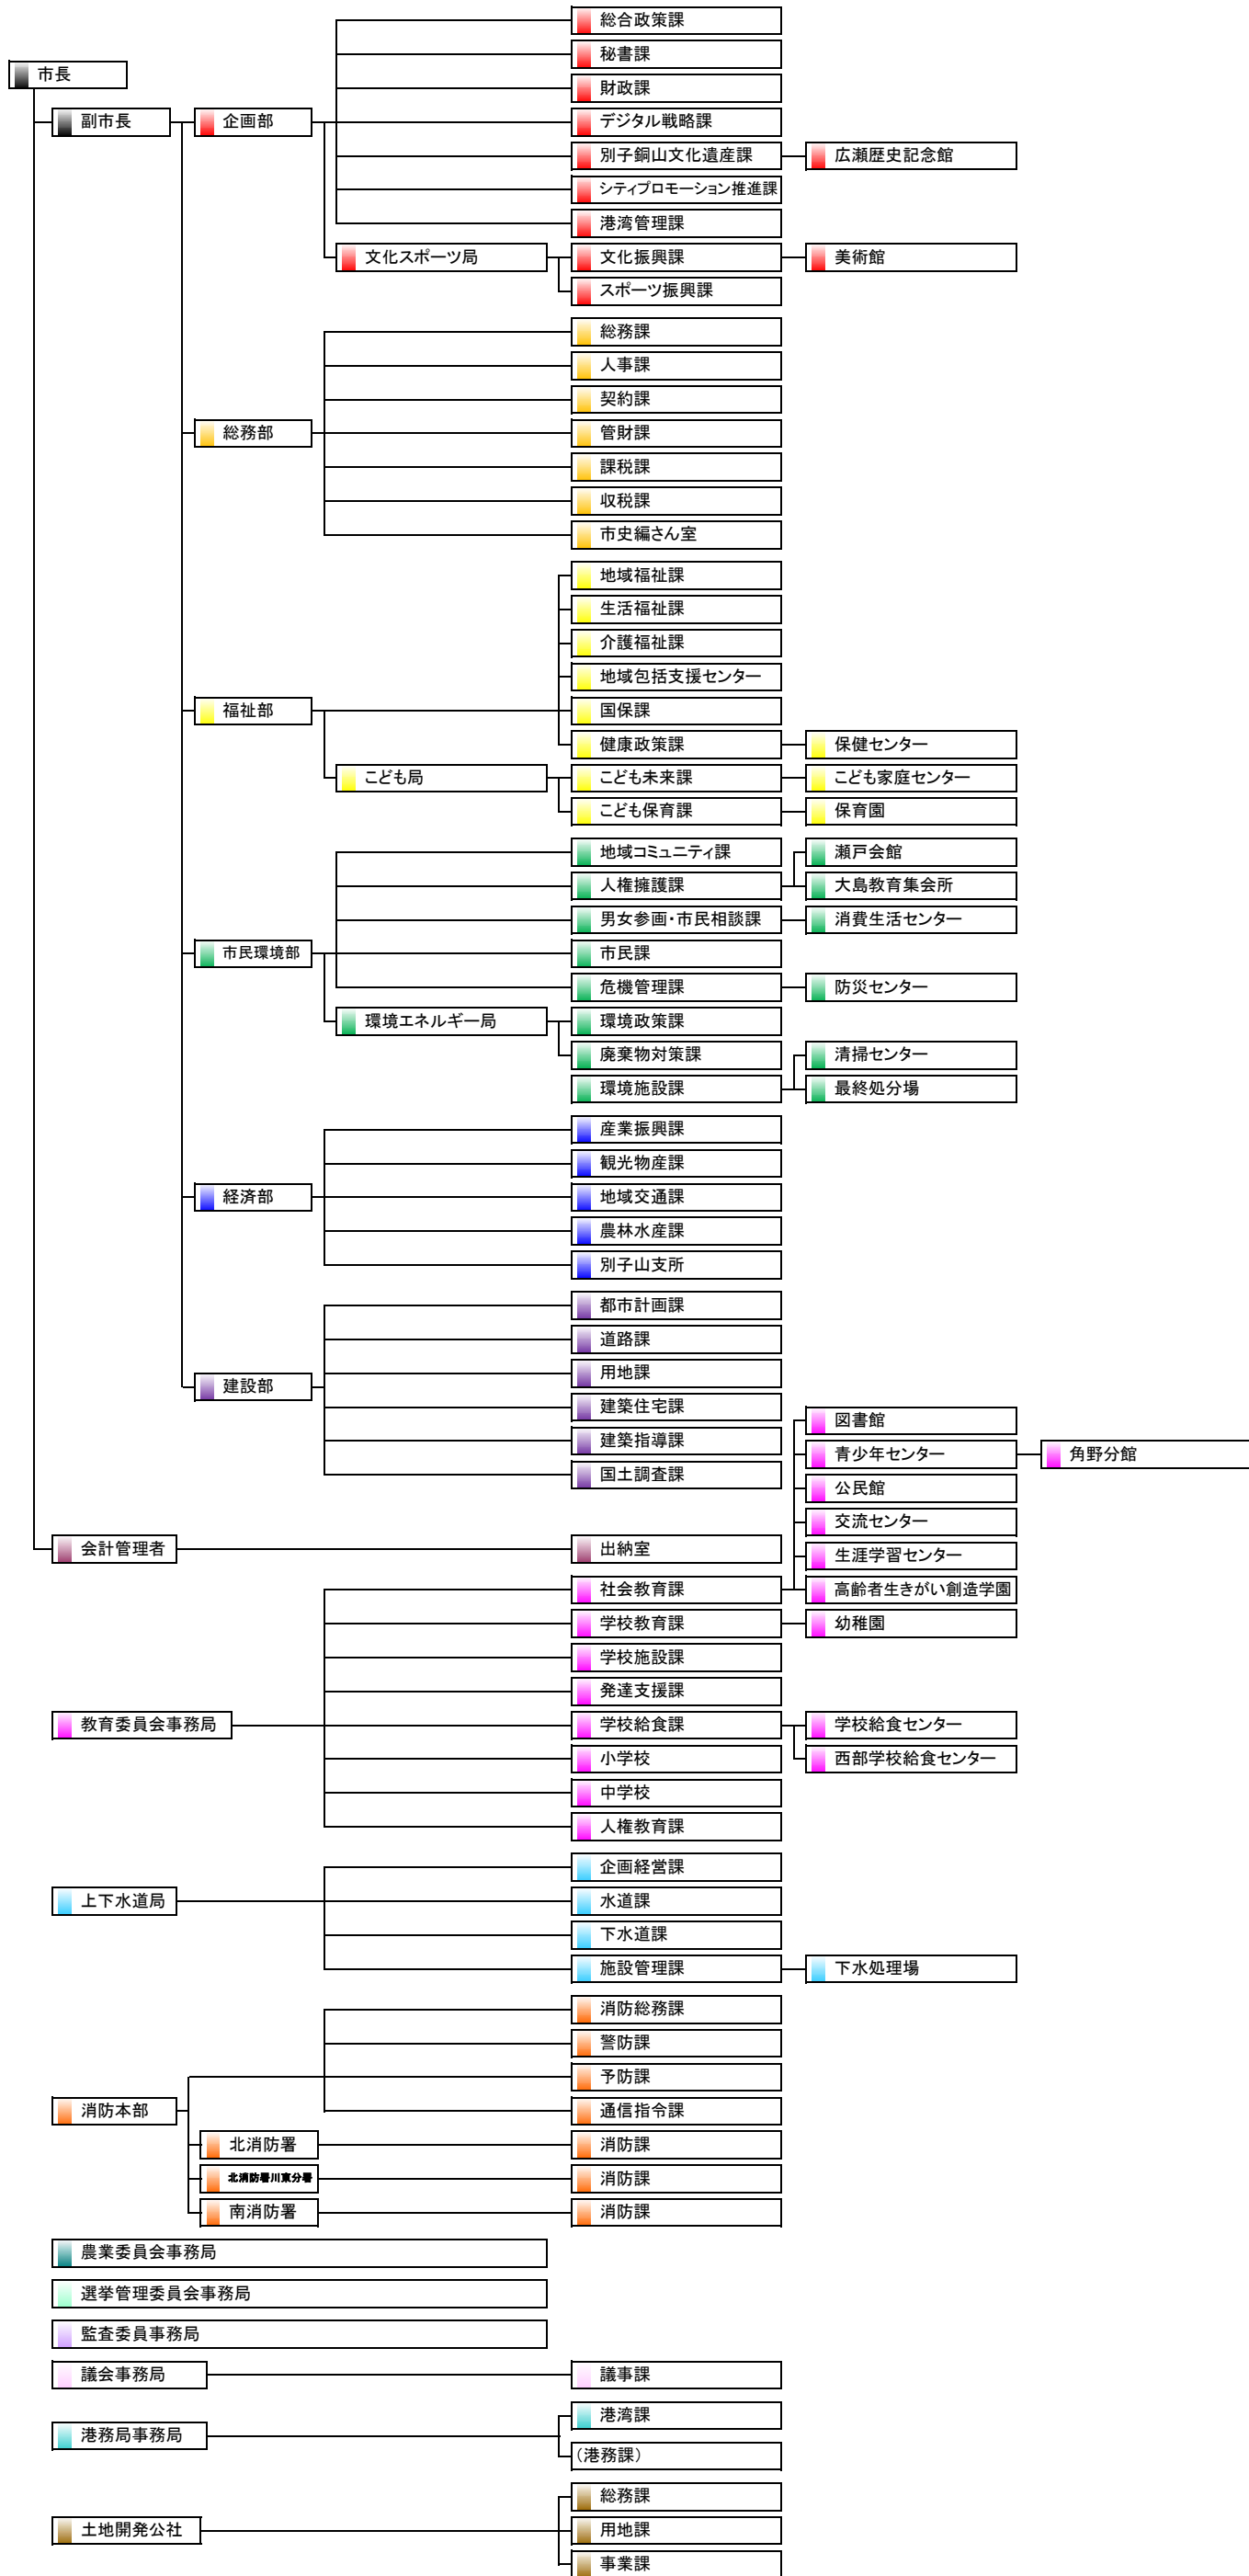 総合政策課
秘書課
市長
財政課
副市長
企画部
デジタル戦略課
別子銅山文化遺産課
広瀬歴史記念館
シティプロモーション推進課
港湾管理課
文化スポーツ局
文化振興課
美術館
スポーツ振興課
総務課
人事課
契約課
総務部
管財課
課税課
収税課
市史編さん室
地域福祉課
生活福祉課
介護福祉課
地域包括支援センター
福祉部
国保課
健康政策課
保健センター
こども局
こども未来課
こども家庭センター
こども保育課
保育園
地域コミュニティ課
瀬戸会館
人権擁護課
大島教育集会所
男女参画・市民相談課
消費生活センター
市民環境部
市民課
危機管理課
防災センター
環境エネルギー局
環境政策課
廃棄物対策課
清掃センター
環境施設課
最終処分場
産業振興課
観光物産課
経済部
地域交通課
農林水産課
別子山支所
都市計画課
道路課
建設部
用地課
建築住宅課
図書館
建築指導課
青少年センター
角野分館
国土調査課
公民館
交流センター
会計管理者
出納室
生涯学習センター
社会教育課
高齢者生きがい創造学園
学校教育課
幼稚園
学校施設課
発達支援課
教育委員会事務局
学校給食課
学校給食センター
小学校
西部学校給食センター
中学校
人権教育課
企画経営課
上下水道局
水道課
下水道課
施設管理課
下水処理場
消防総務課
警防課
予防課
消防本部
通信指令課
北消防署
消防課
北消防署川東分署
消防課
南消防署
消防課
農業委員会事務局
選挙管理委員会事務局
監査委員事務局
議会事務局
議事課
港湾課
港務局事務局
(港務課)
総務課
土地開発公社
用地課
事業課